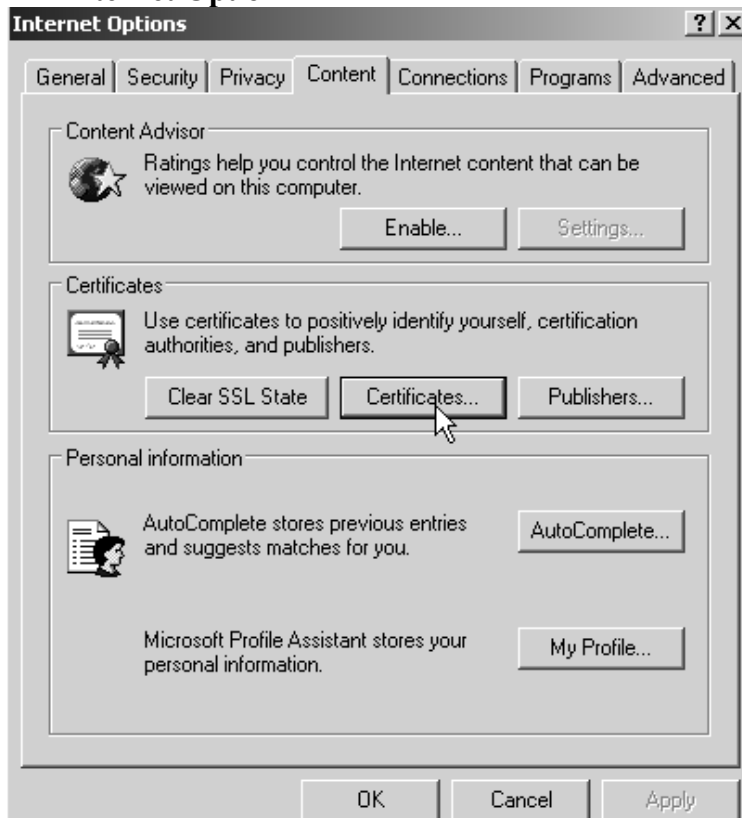 Internet Options
General Security Privacy Content Connections Programs Advanced
Content Advisor
Ratings help you control the Internet content that can be
viewed on this computer.
Enable... Settings...
Certificates
Use certificates to positively identify yourself, certification
authorities, and publishers.
Clear SSL State Certificates... Publishers...
Personal information
AutoComplete stores previous entries
and suggests matches for you.
AutoComplete...
Microsoft Profile Assistant stores your
personal information.
My Profile...
OK Cancel Apply